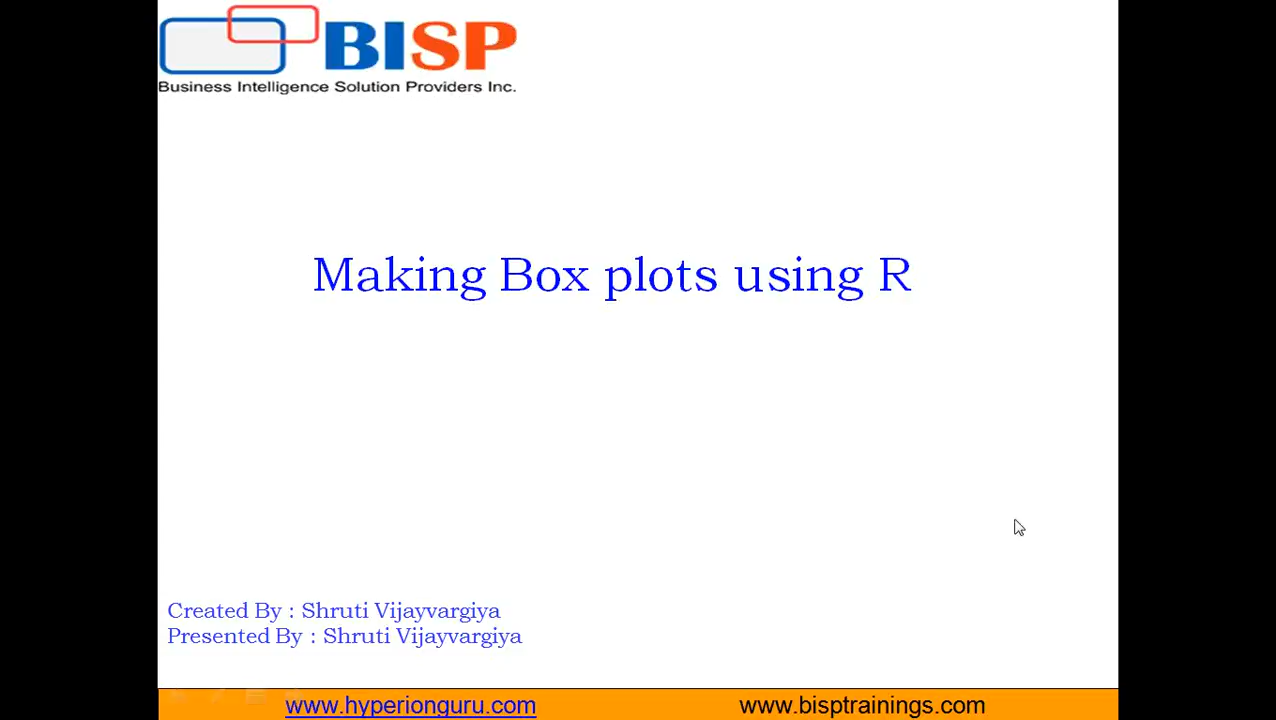 BISP
Business Intelligence Solution Providers Inc.
Making Box plots using R
Created By : Shruti Vijayvargiya
Presented By : Shruti Vijayvargiya
www.hyperionguru.com
www.bisptrainings.com